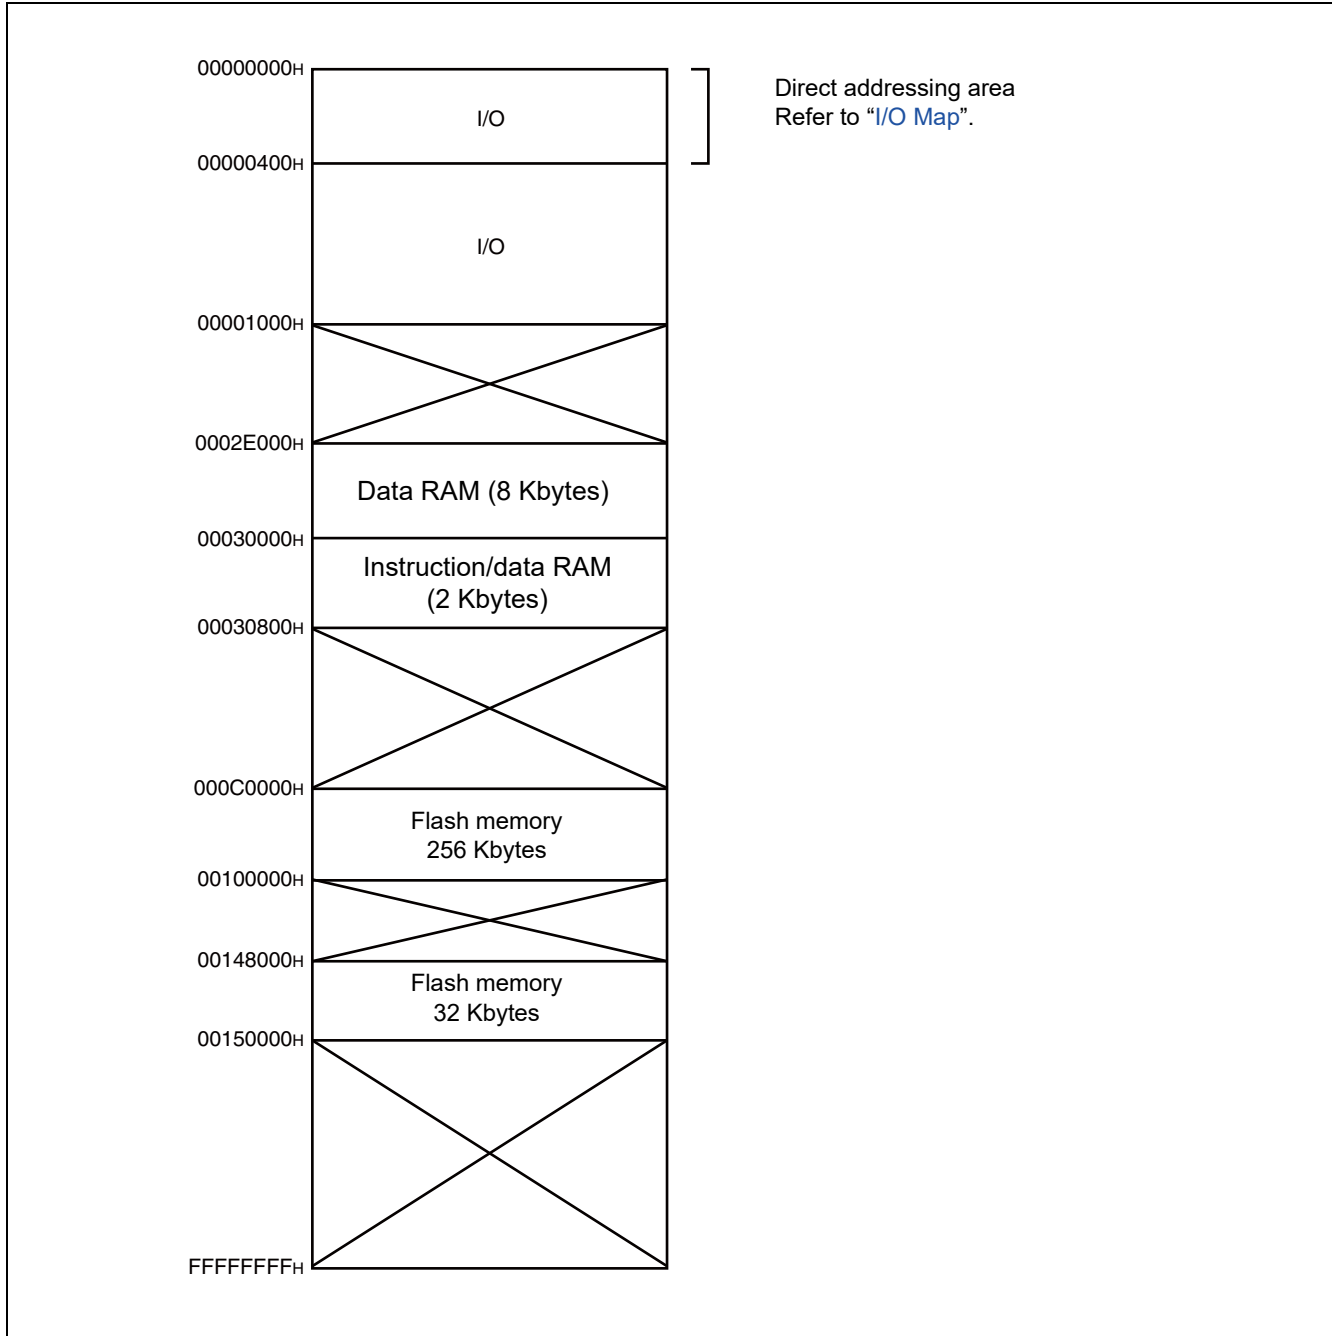 00000000H
I/O
Direct addressing area
Refer to “I/O Map”.
00000400H
I/O
00001000H
0002E000H
Data RAM (8 Kbytes)
00030000H
Instruction/data RAM
(2 Kbytes)
00030800H
000C0000H
Flash memory
256 Kbytes
00100000H
00148000H
Flash memory
32 Kbytes
00150000H
FFFFFFFFH